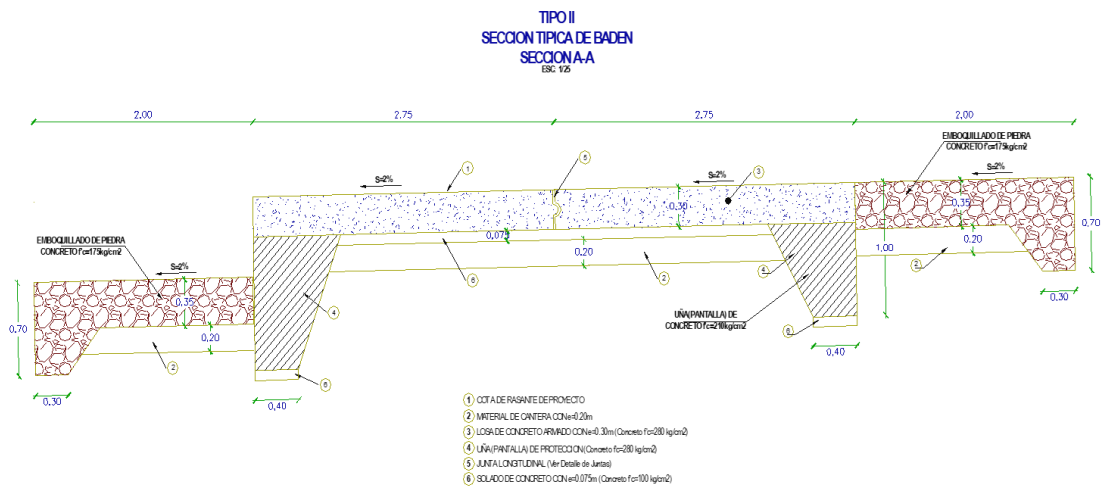 TIPO II
SECCION TIPICA DE BADEN
SECCION A-A
ESC: 1/25
2.00
2.75
2.75
2.00
EMBOQUILLADO DE PIEDRA
CONCRETO f'c=175kg/cm2
S=2%
S=2%
S=2%
1
5
3
0.30
0.35
0.70
0.075
0.20
0.20
1.00
EMBOQUILLADO DE PIEDRA
CONCRETO f'c=175kg/cm2
S=2%
6
2
4
2
0.35
0.70
0.20
4
UÑA(PANTALLA) DE
CONCRETO f'c=210kg/cm2
6
0.30
0.40
2
6
0.30
0.40
1 COTA DE RASANTE DE PROYECTO
2 MATERIAL DE CANTERA CON e=0.20m
3 LOSA DE CONCRETO ARMADO CON e=0.30m (Concreto f'c=280 kg/cm2)
4 UÑA(PANTALLA) DE PROTECCION (Concreto f'c=280 kg/cm2)
5 JUNTA LONGITUDINAL (Ver Detalle de Juntas)
6 SOLADO DE CONCRETO CON e=0.075m (Concreto f'c=100 kg/cm2)